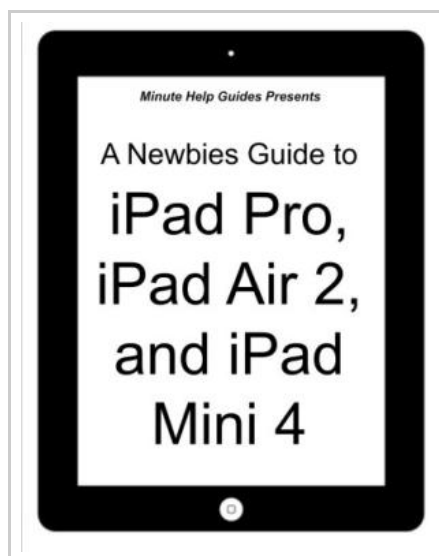 Minute Help Guides Presents
A Newbies Guide to
iPad Pro,
iPad Air 2,
and iPad
Mini 4